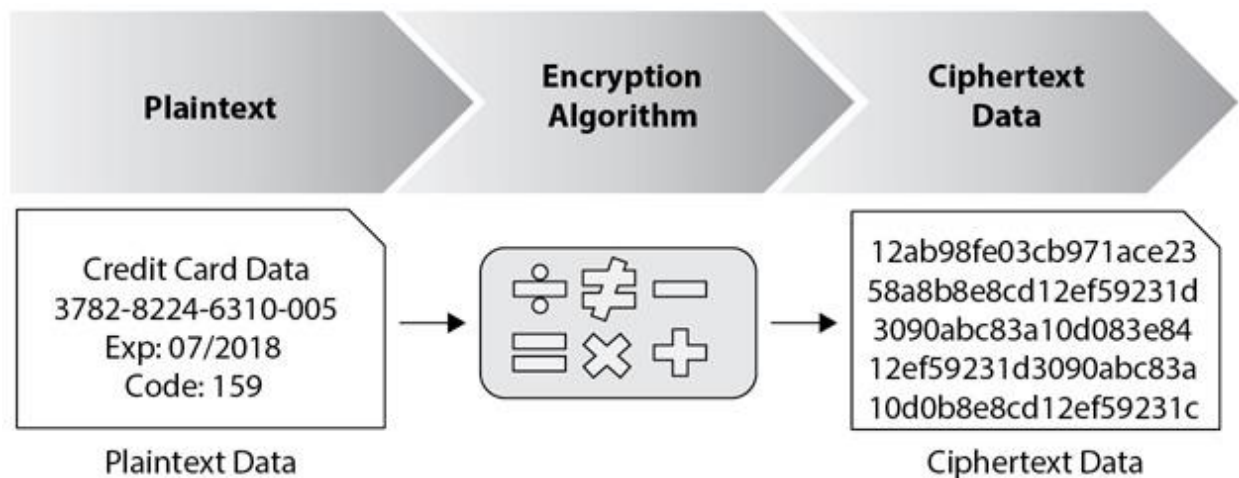 Plaintext
Encryption
Algorithm
Ciphertext
Data
Credit Card Data
3782-8224-6310-005
Exp: 07/2018
Code: 159
12ab98fe03cb971ace23
58a8b8e8cd12ef59231d
3090abc83a10d083e84
12ef59231d3090abc83a
10d0b8e8cd12ef59231c
Plaintext Data
Ciphertext Data